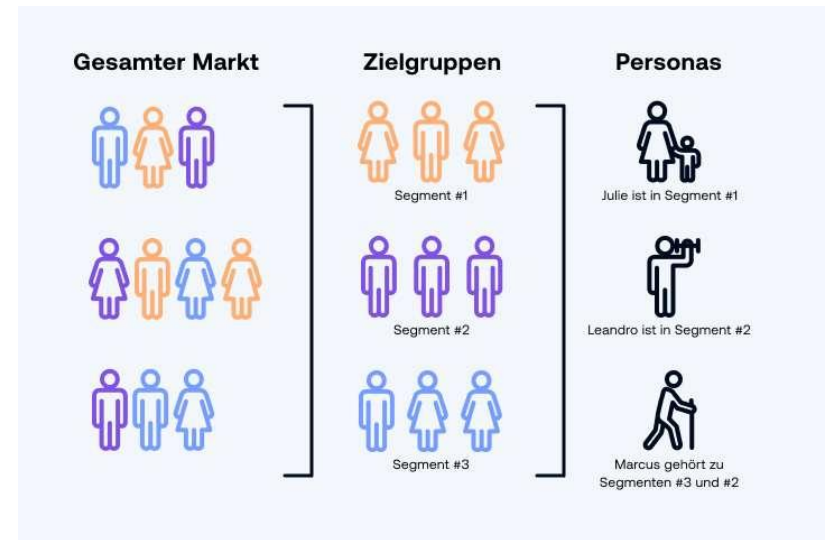 Gesamter Markt
Zielgruppen
Personas
Segment #1
Julie ist in Segment #1
Segment #2
Leandro ist in Segment #2
Segment #3
Marcus gehört zu
Segmenten #3 und #2